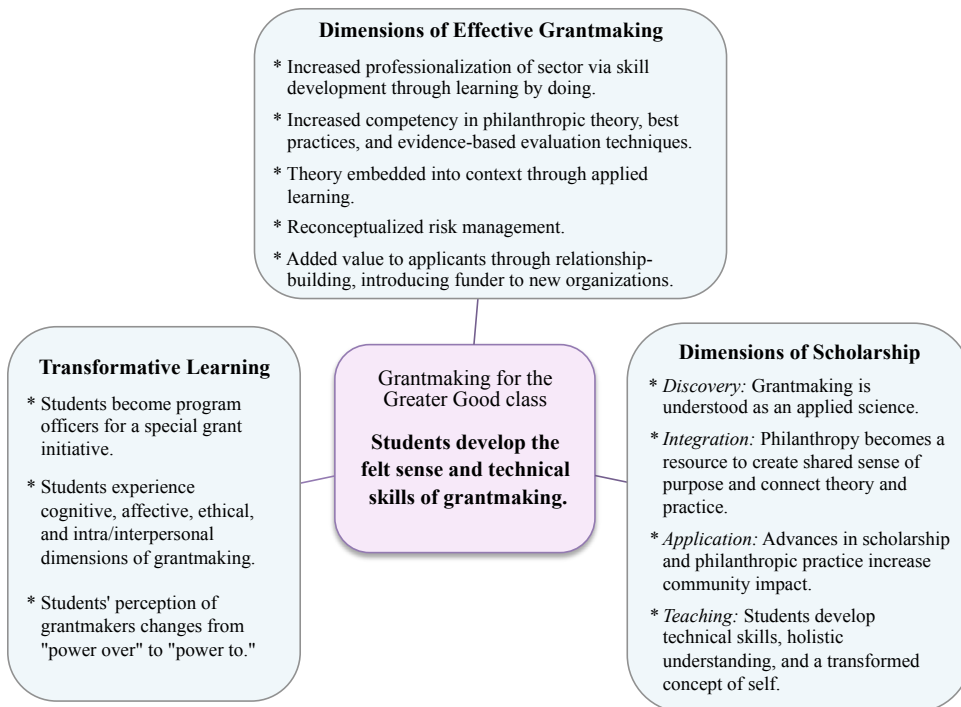 Dimensions of Effective Grantmaking
* Increased professionalization of sector via skill
development through learning by doing.
* Increased competency in philanthropic theory, best
practices, and evidence-based evaluation techniques.
* Theory embedded into context through applied
learning.
* Reconceptualized risk management.
* Added value to applicants through relationship-
building, introducing funder to new organizations.
Transformative Learning
* Students become program
officers for a special grant
initiative.
* Students experience
cognitive, affective, ethical,
and intra/interpersonal
dimensions of grantmaking.
* Students' perception of
grantmakers changes from
"power over" to "power to."
Grantmaking for the
Greater Good class
Students develop the
felt sense and technical
skills of grantmaking.
Dimensions of Scholarship
* Discovery: Grantmaking is
understood as an applied science.
* Integration: Philanthropy becomes a
resource to create shared sense of
purpose and connect theory and
practice.
* Application: Advances in scholarship
and philanthropic practice increase
community impact.
* Teaching: Students develop
technical skills, holistic
understanding, and a transformed
concept of self.